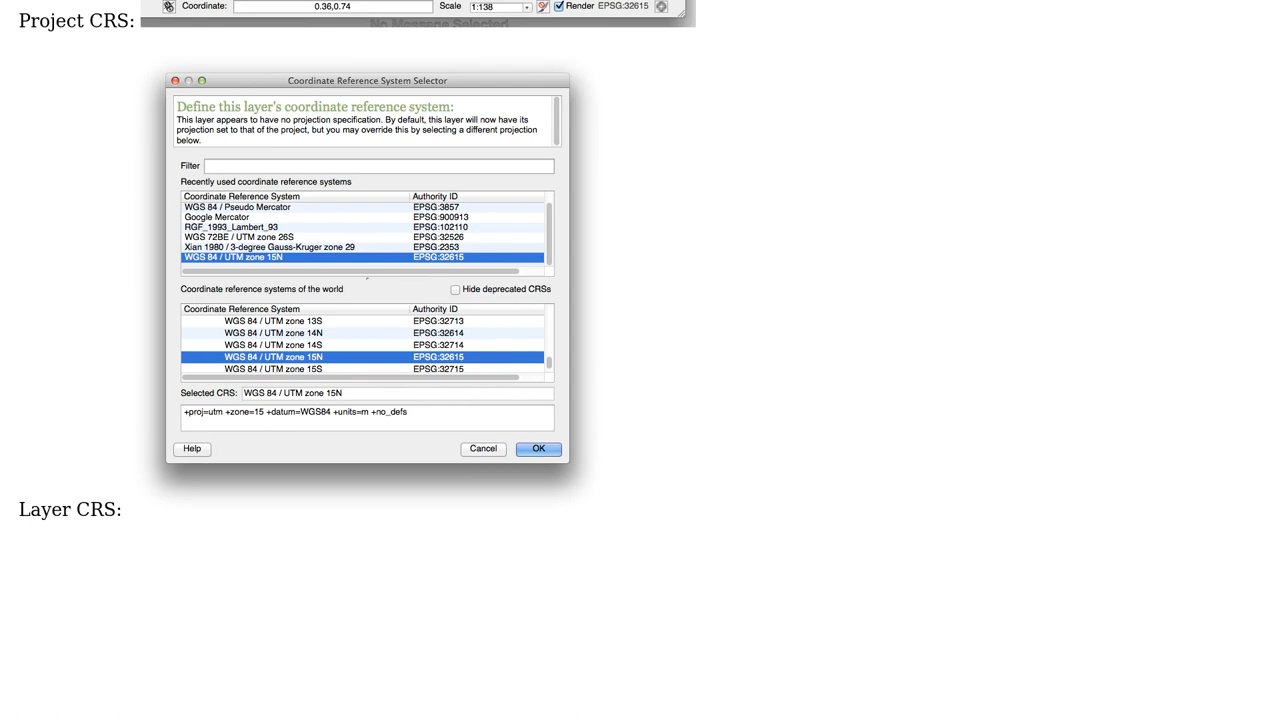 Project CRS:
Coordinate: 0.36,0.74 Scale 1:138 Render EPSG:32615
No Message Selected
Coordinate Reference System Selector
Define this layer's coordinate reference system:
This layer appears to have no projection specification. By default, this layer will now have its
projection set to that of the project, but you may override this by selecting a different projection
below.
Filter
Recently used coordinate reference systems
Coordinate Reference System Authority ID
WGS 84 / Pseudo Mercator EPSG:3857
Google Mercator EPSG:900913
RGF_1993_Lambert_93 EPSG:102110
WGS 72BE / UTM zone 26S EPSG:32526
Xian 1980 / 3-degree Gauss-Kruger zone 29 EPSG:2353
WGS 84 / UTM zone 15N EPSG:32615
Coordinate reference systems of the world Hide deprecated CRSs
Coordinate Reference System Authority ID
WGS 84 / UTM zone 13S EPSG:32713
WGS 84 / UTM zone 14N EPSG:32614
WGS 84 / UTM zone 14S EPSG:32714
WGS 84 / UTM zone 15N EPSG:32615
WGS 84 / UTM zone 15S EPSG:32715
Selected CRS: WGS 84 / UTM zone 15N
+proj=utm +zone=15 +datum=WGS84 +units=m +no_defs
Help Cancel OK
Layer CRS: